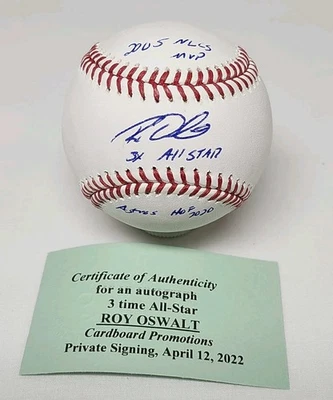 2005 NLCS
MVP
3x All STAR
Astros HOF 2020
Certificate of Authenticity
for an autograph
3 time All-Star
ROY OSWALT
Cardboard Promotions
Private Signing, April 12, 2022